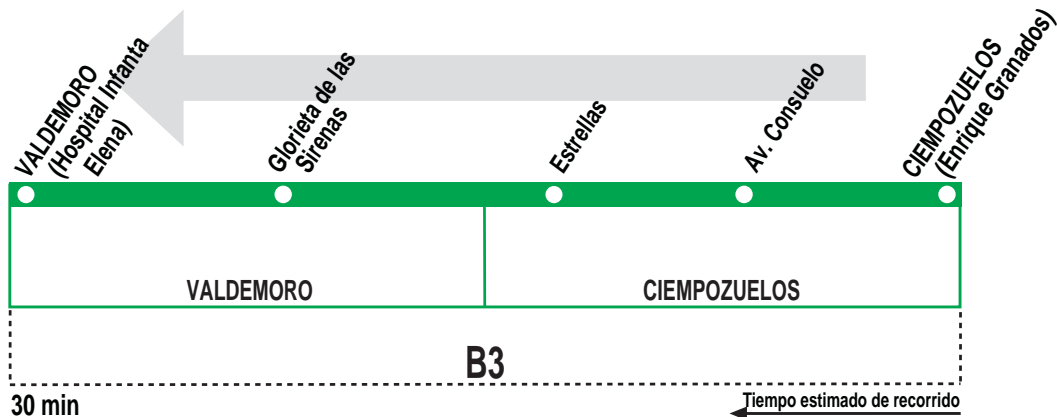 VALDEMORO
(Hospital Infanta
Elena)
Glorieta de las
Sirenas
Estrellas
Av. Consuelo
CIEMPOZUELOS
(Enrique Granados)
VALDEMORO
CIEMPOZUELOS
B3
30 min
Tiempo estimado de recorrido